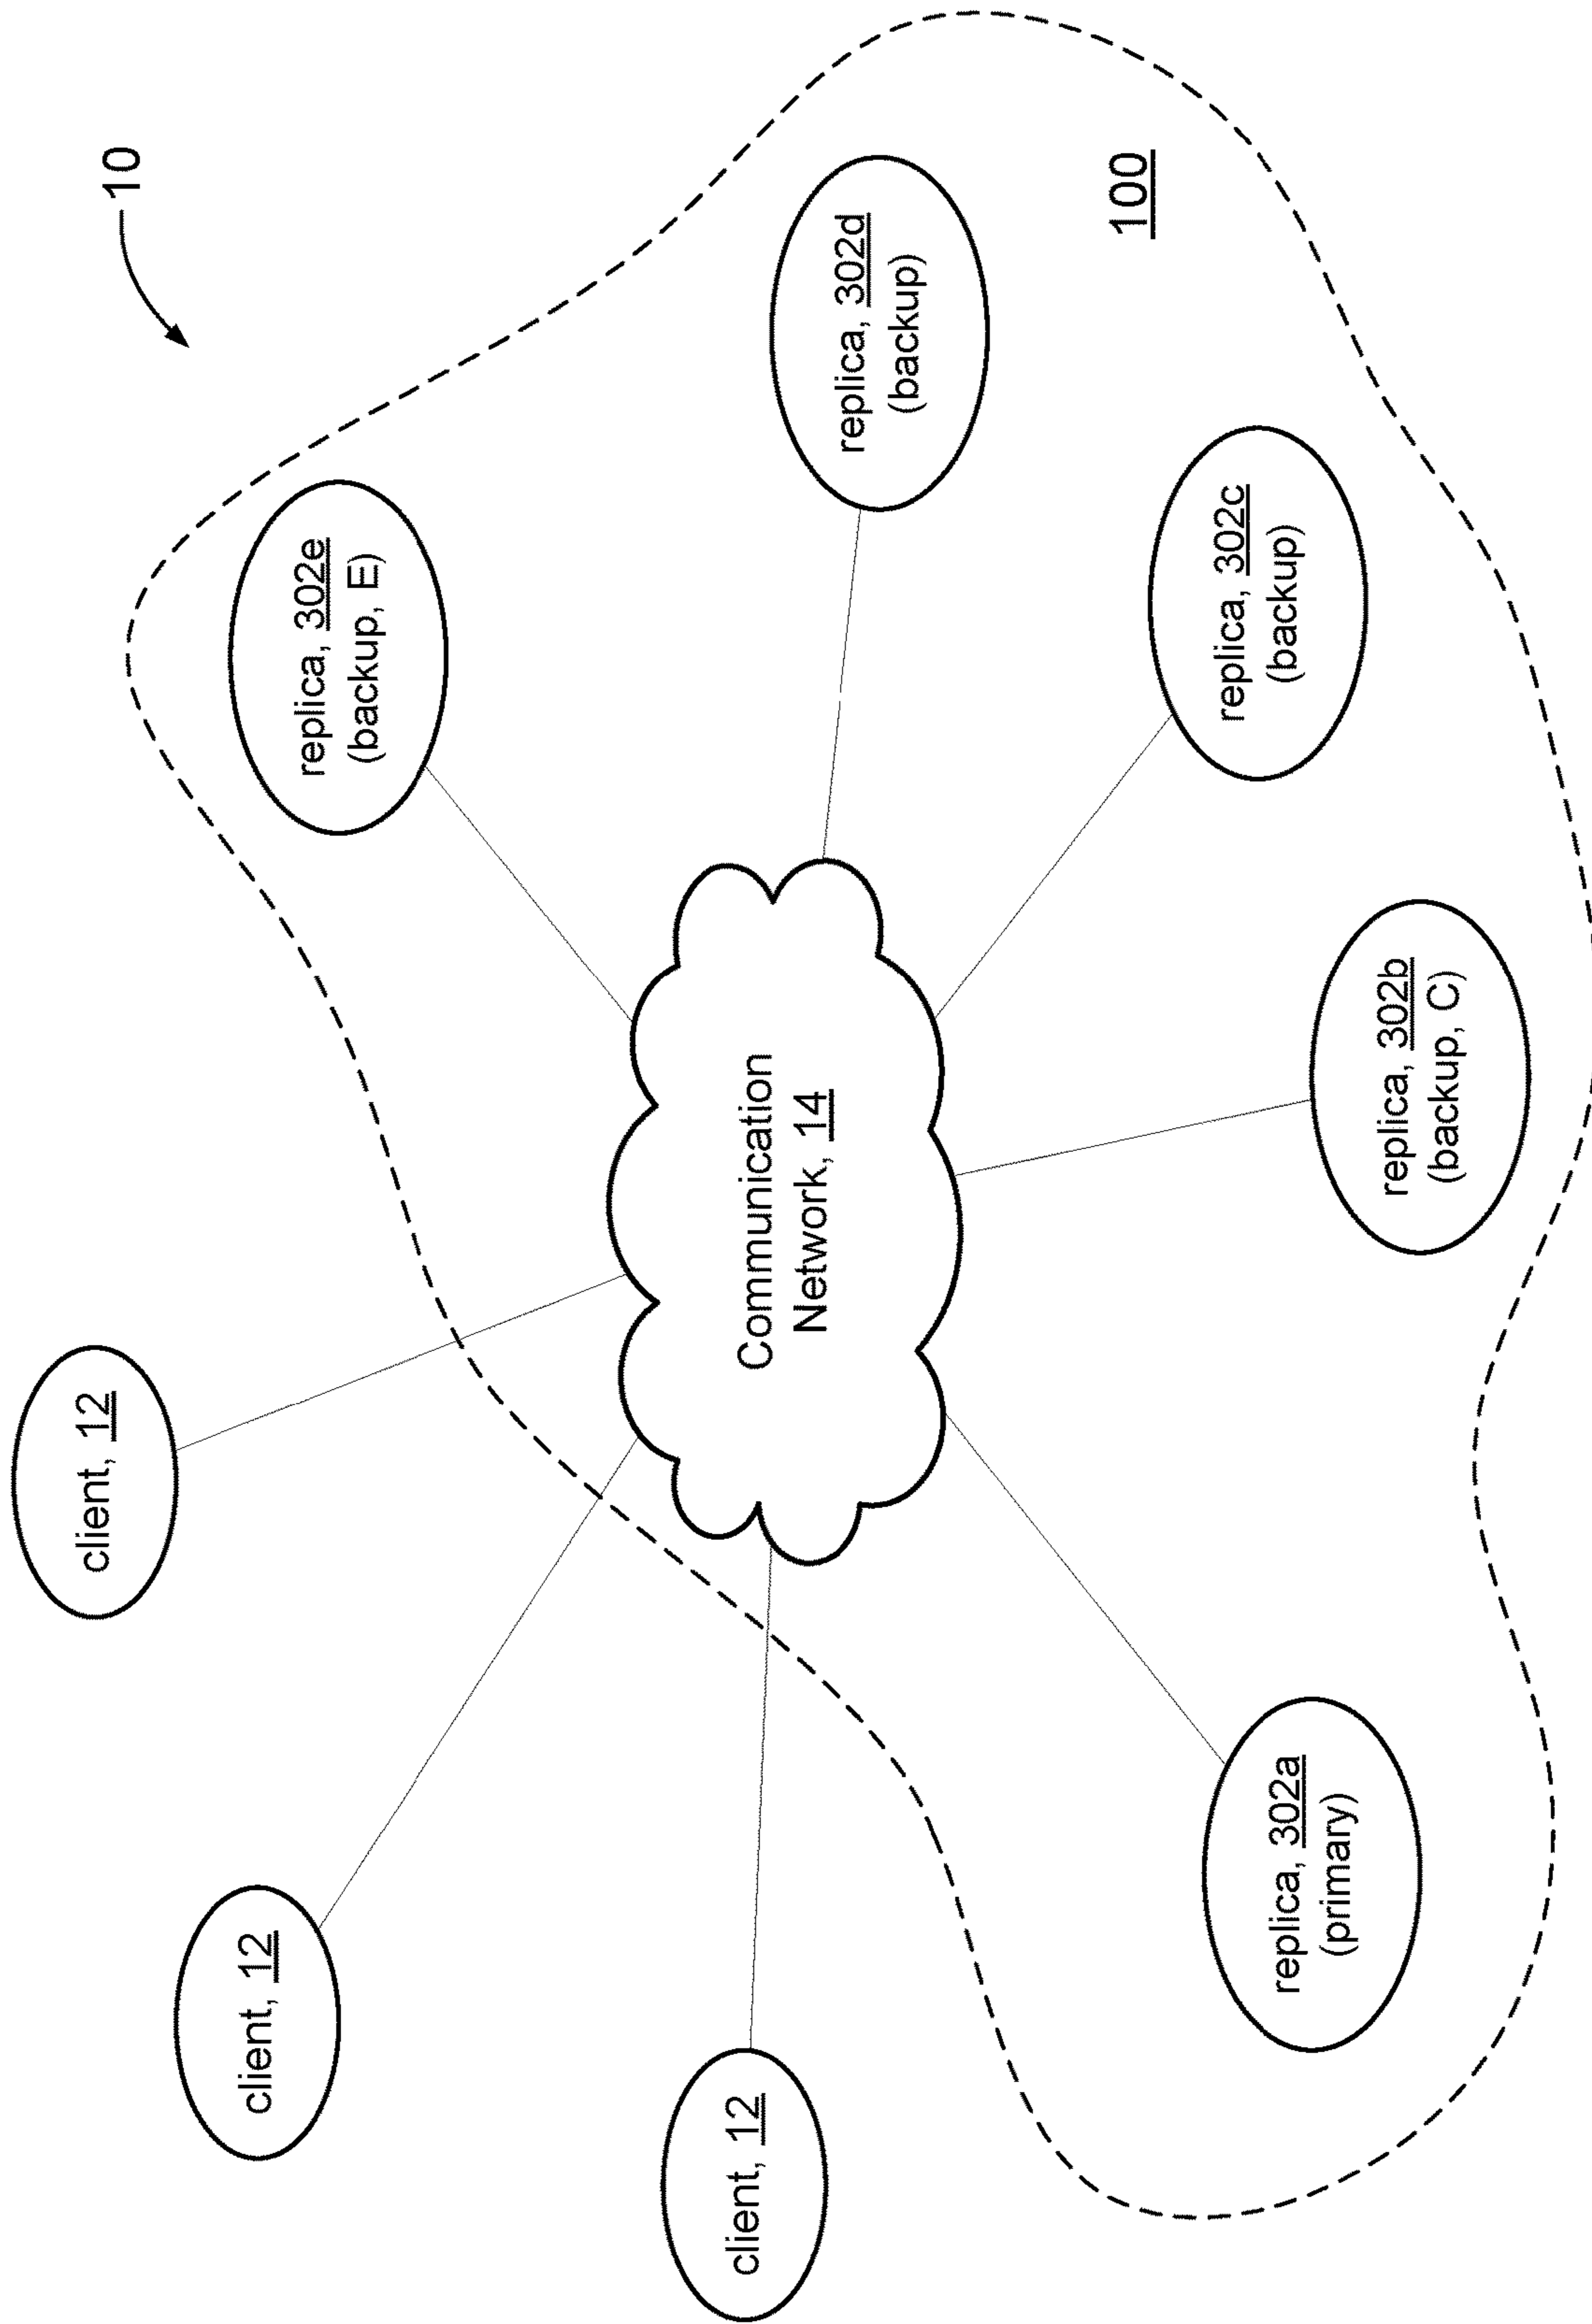 10
client, 12
client, 12
client, 12
Communication
Network, 14
replica, 302e
(backup, E)
replica, 302d
(backup)
100
replica, 302c
(backup)
replica, 302b
(backup, C)
replica, 302a
(primary)